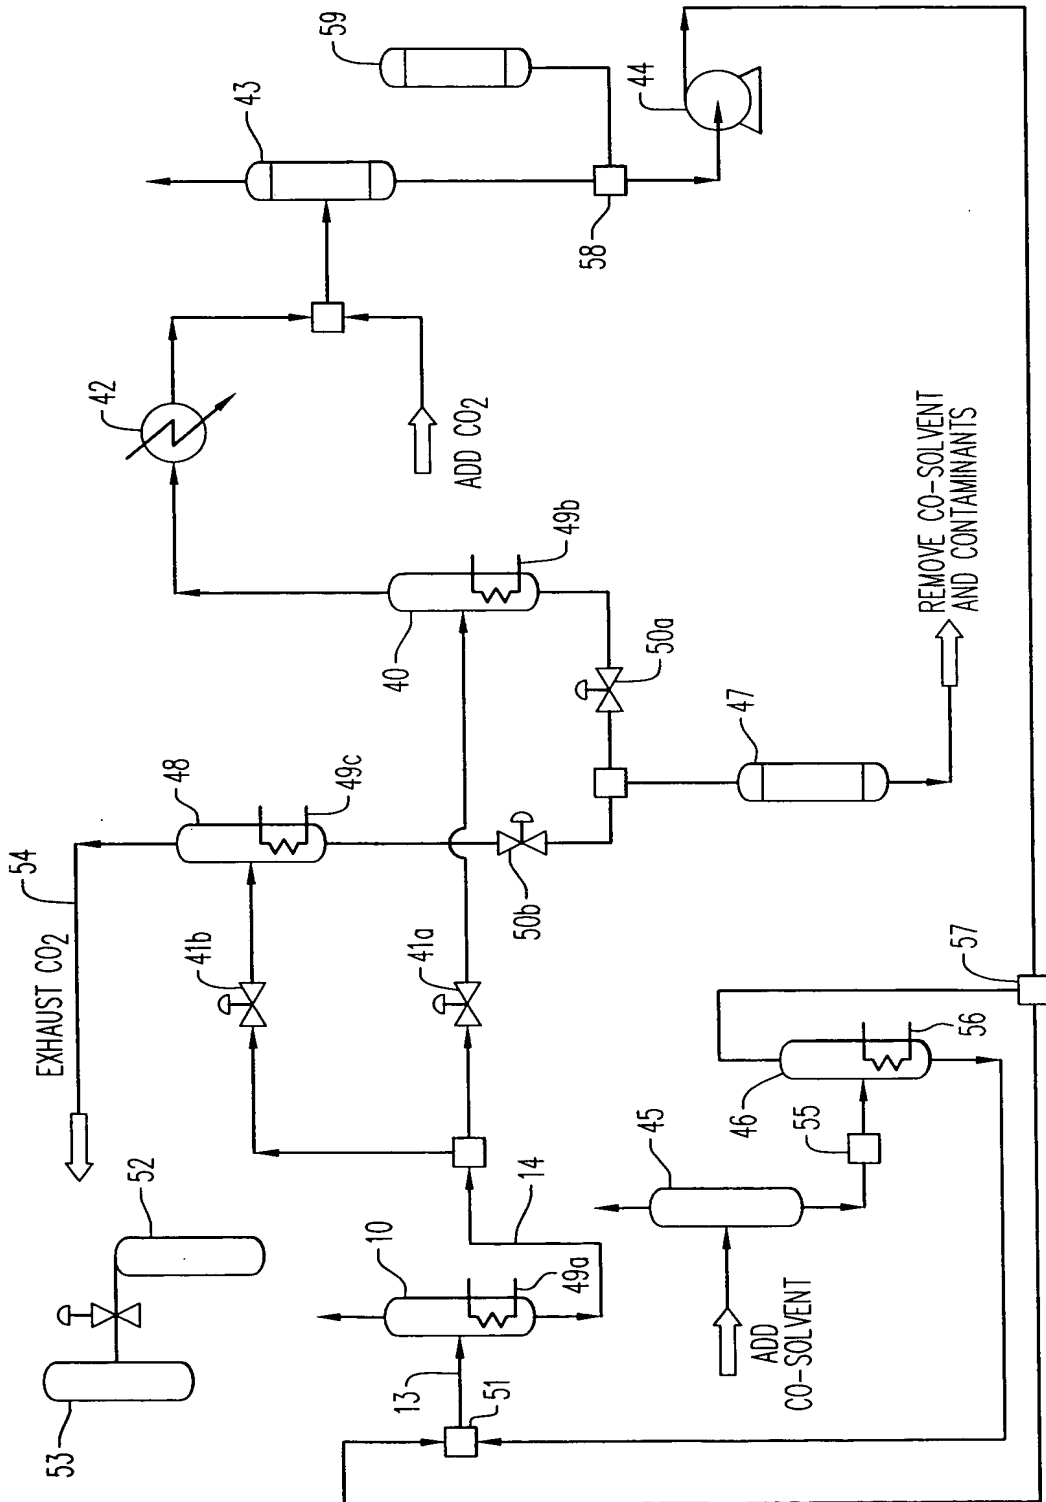 59
43
44
58
42
ADD CO2
49b
40
50a
REMOVE CO-SOLVENT
AND CONTAMINANTS
47
48
49c
54
EXHAUST CO2
50b
41b
41a
57
56
46
55
45
52
14
10
49a
ADD
CO-SOLVENT
13
51
53